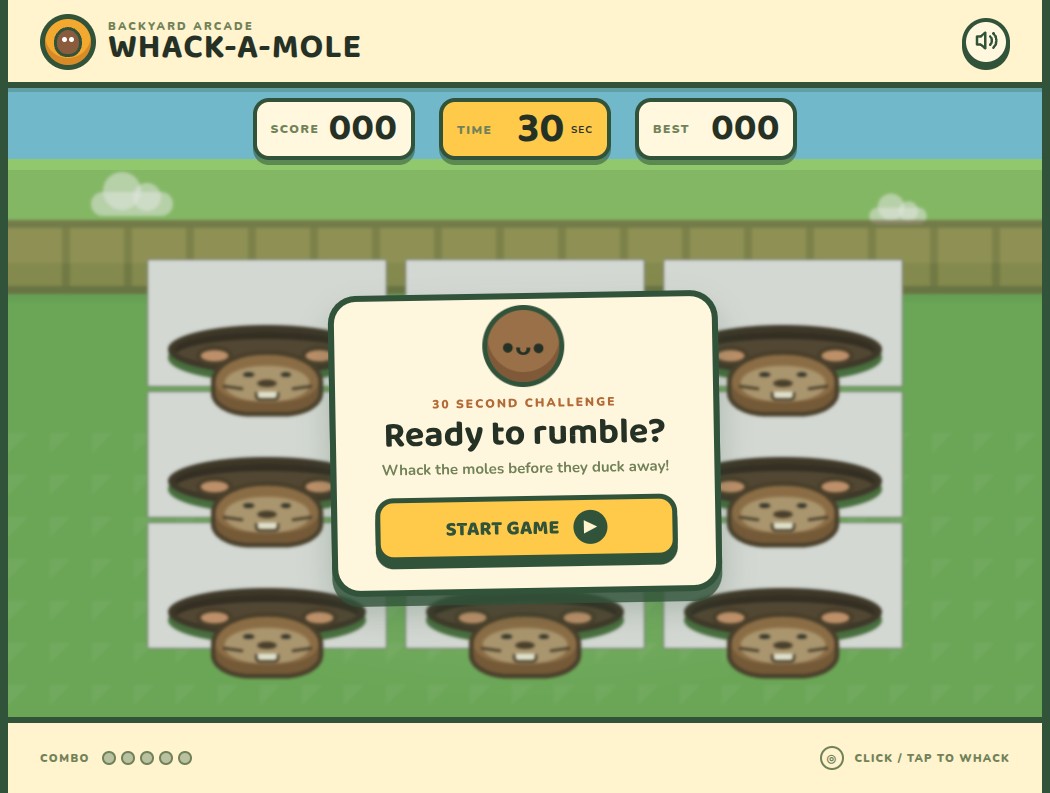 BACKYARD ARCADE
WHACK-A-MOLE
SCORE 000
TIME 30 SEC
BEST 000
30 SECOND CHALLENGE
Ready to rumble?
Whack the moles before they duck away!
START GAME
COMBO
CLICK / TAP TO WHACK